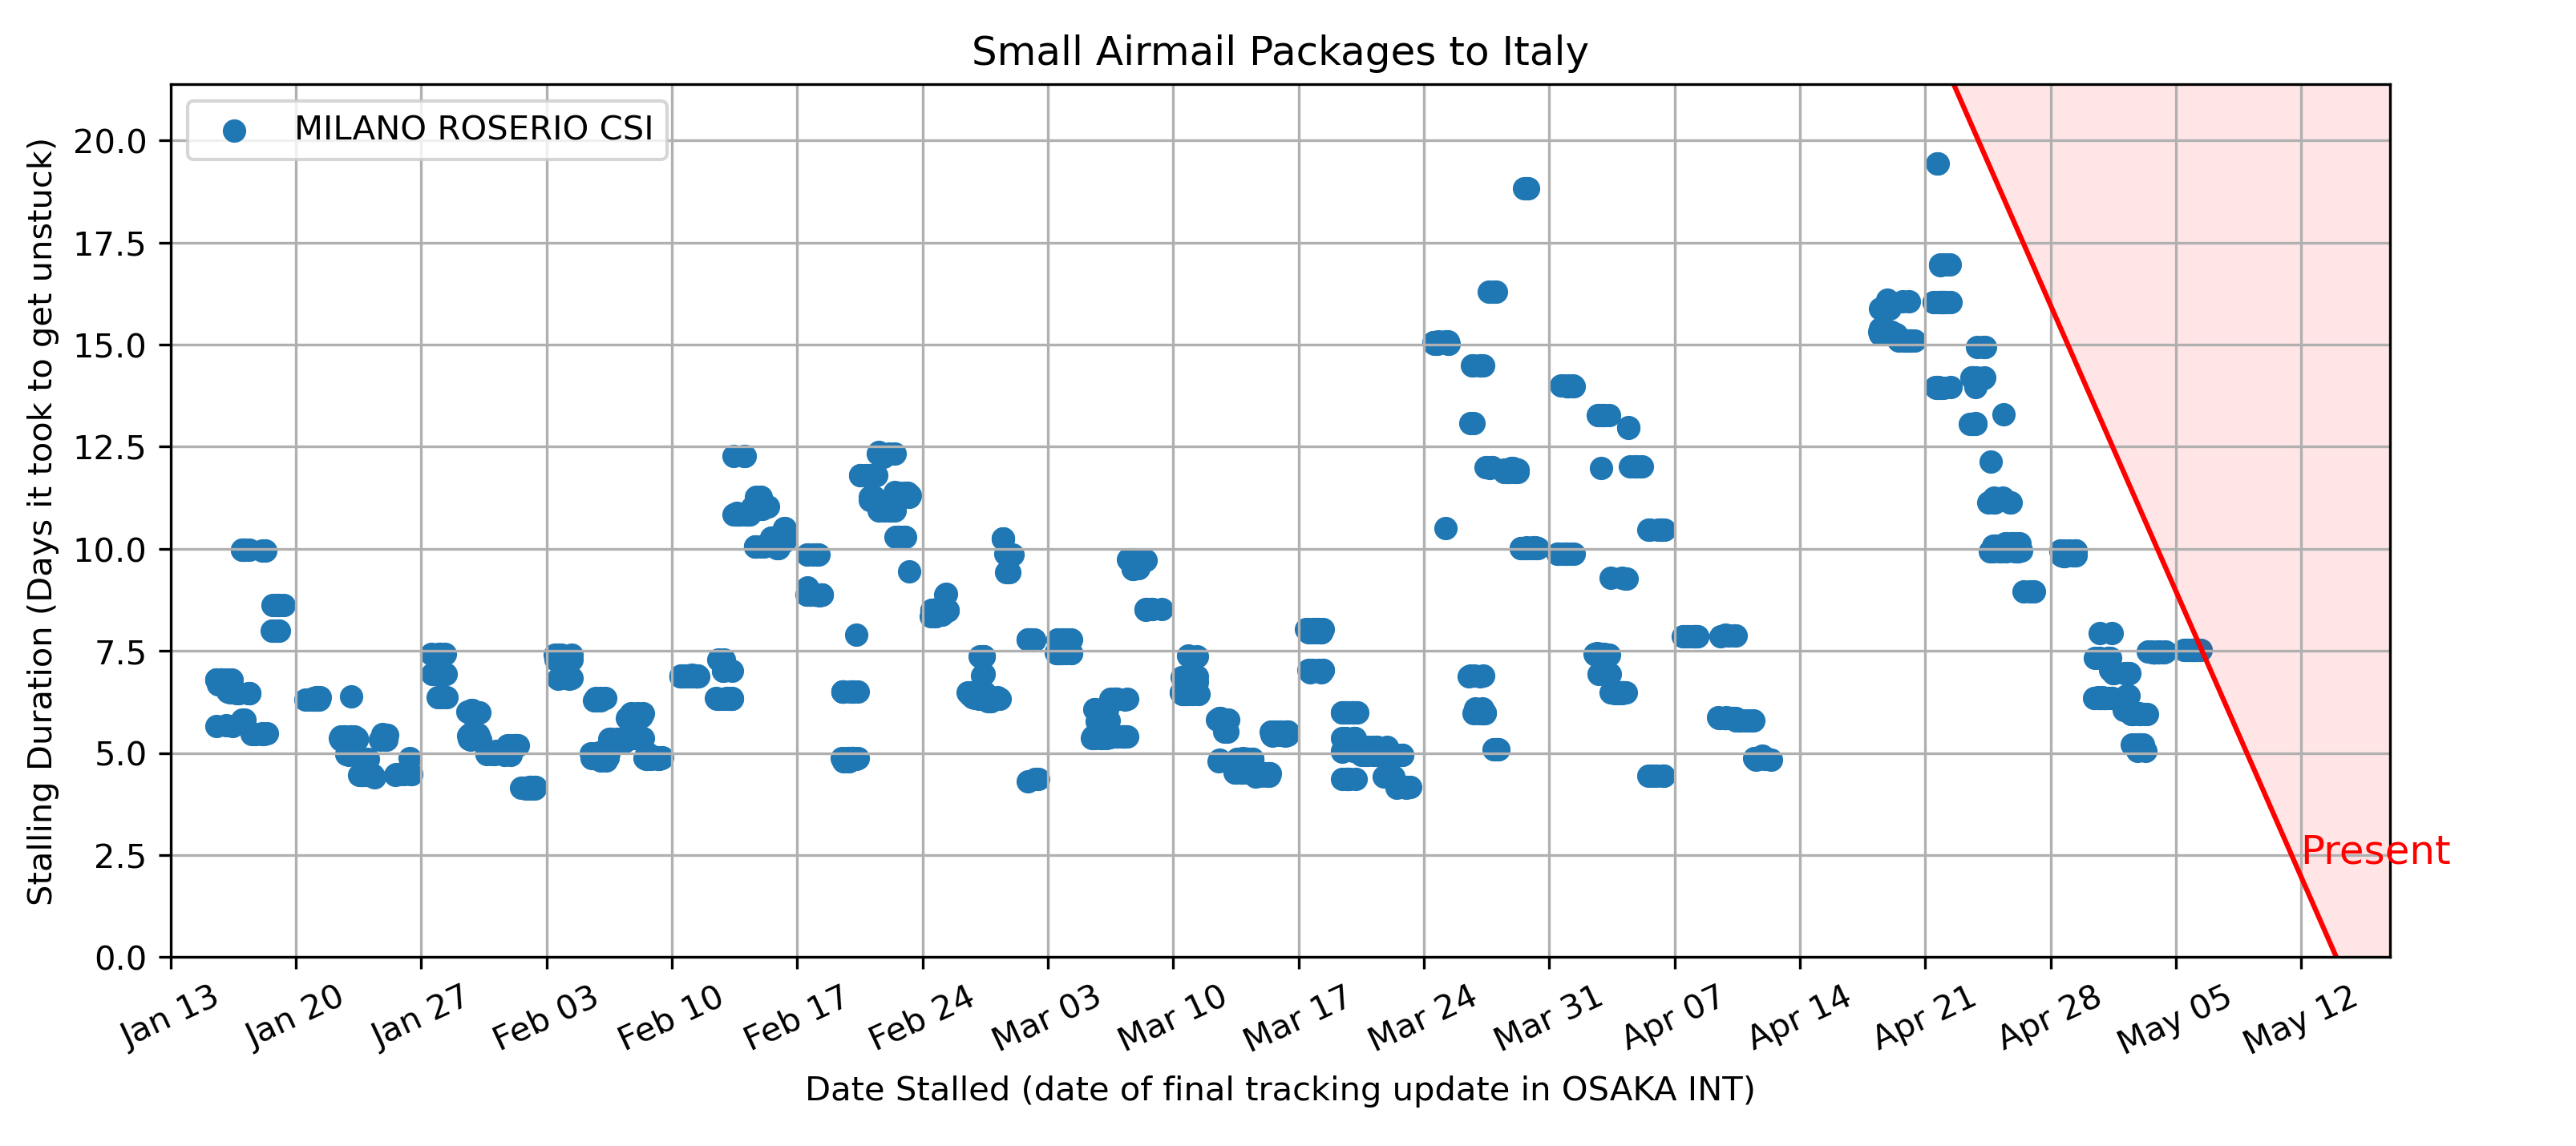 Small Airmail Packages to Italy
MILANO ROSERIO CSI
Stalling Duration (Days it took to get unstuck)
20.0
17.5
15.0
12.5
10.0
7.5
5.0
2.5
0.0
Present
Jan 13
Jan 20
Jan 27
Feb 03
Feb 10
Feb 17
Feb 24
Mar 03
Mar 10
Mar 17
Mar 24
Mar 31
Apr 07
Apr 14
Apr 21
Apr 28
May 05
May 12
Date Stalled (date of final tracking update in OSAKA INT)